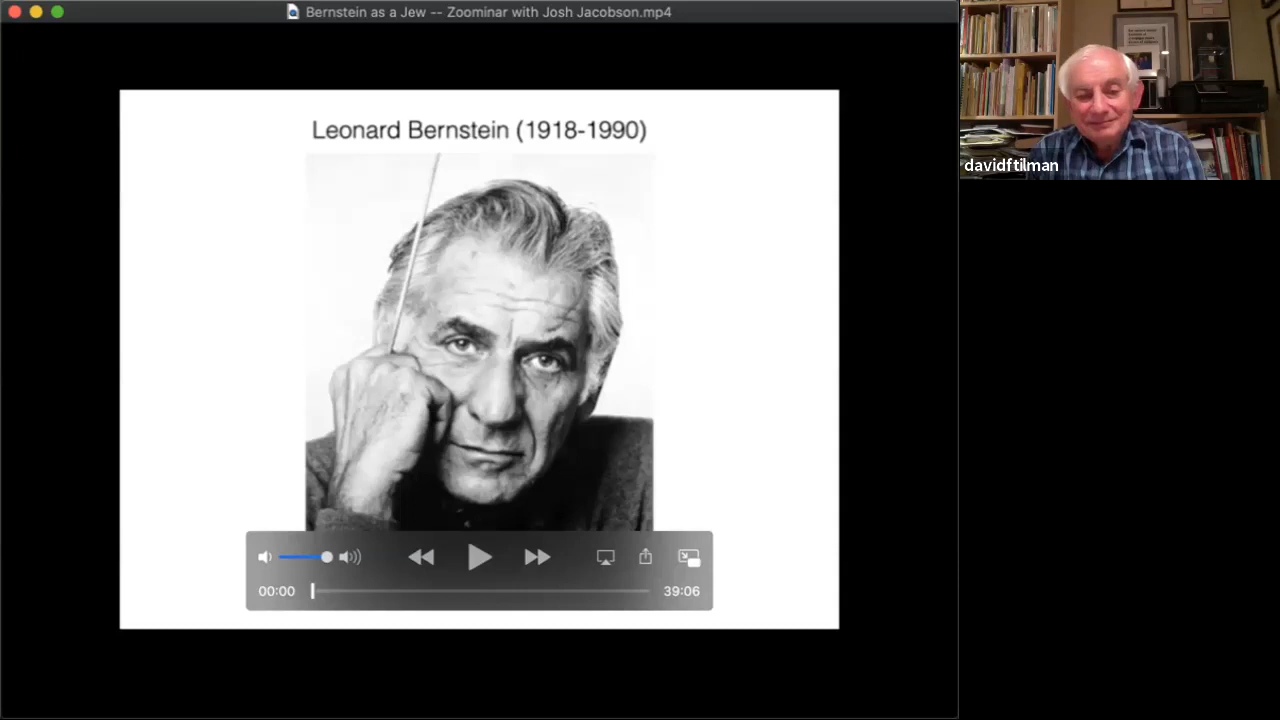 Bernstein as a Jew -- Zoominar with Josh Jacobson.mp4
Leonard Bernstein (1918-1990)
00:00
39:06
davidftilman